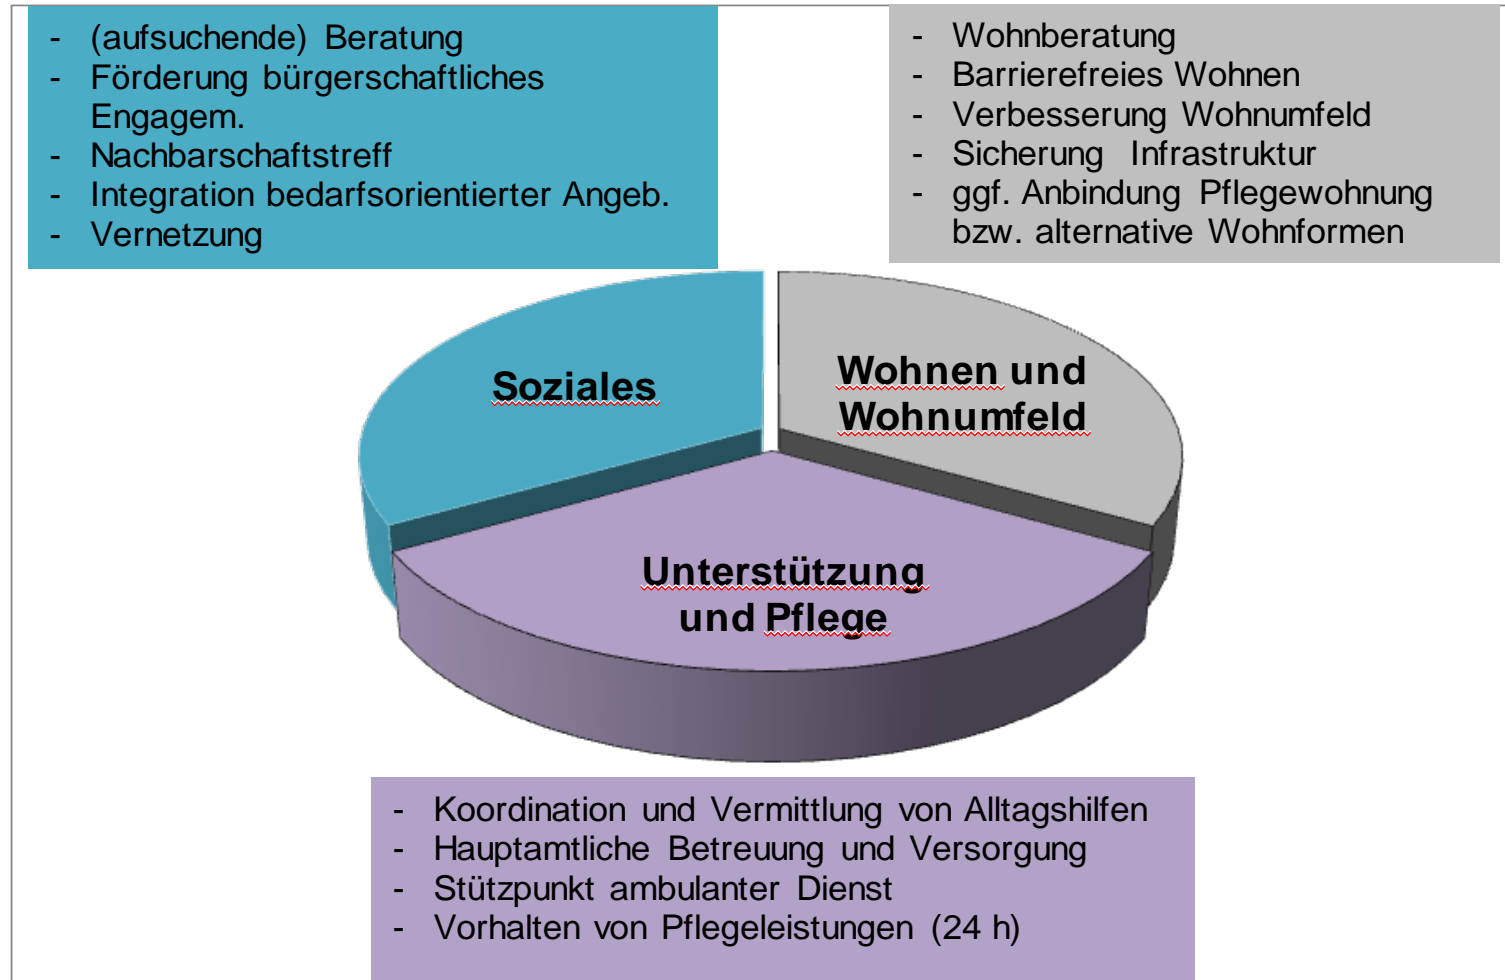 - (aufsuchende) Beratung
- Förderung bürgerschaftliches
Engagem.
- Nachbarschaftstreff
- Integration bedarfsorientierter Angeb.
- Vernetzung
- Wohnberatung
- Barrierefreies Wohnen
- Verbesserung Wohnumfeld
- Sicherung Infrastruktur
- ggf. Anbindung Pflegewohnung
bzw. alternative Wohnformen
Soziales
Wohnen und
Wohnumfeld
Unterstützung
und Pflege
- Koordination und Vermittlung von Alltagshilfen
- Hauptamtliche Betreuung und Versorgung
- Stützpunkt ambulanter Dienst
- Vorhalten von Pflegeleistungen (24 h)